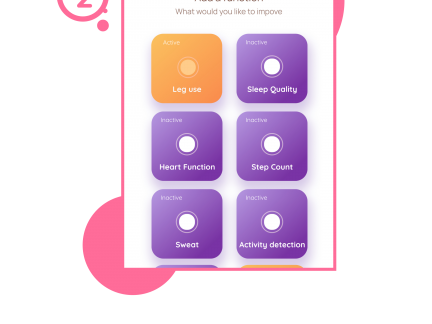 2
What would you like to impove
Active
Inactive
Leg use
Sleep Quality
Inactive
Inactive
Heart Function
Step Count
Inactive
Inactive
Sweat
Activity detection